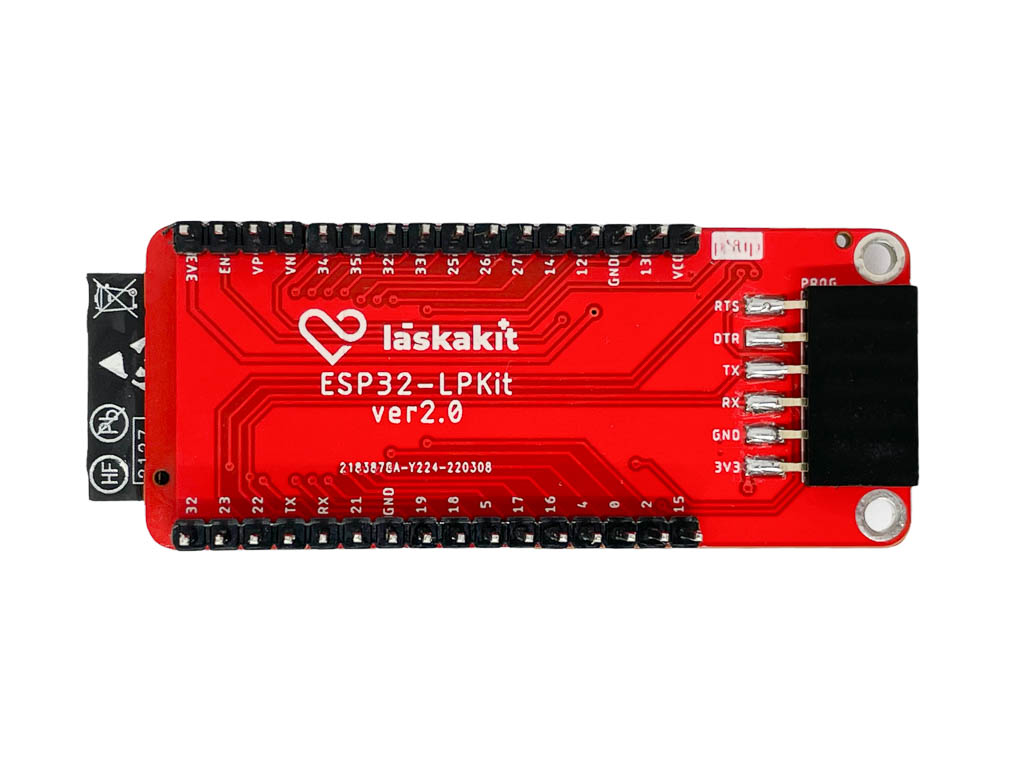 3V3 EN VP VN 34 35 32 33 25 26 27 14 12 GND 13 VCC
PROG
RTS
DTR
TX
RX
GND
3V3
láskakit
ESP32-LPKit
ver2.0
218387CA-Y224-220308
32 23 22 TX RX 21 GND 19 18 5 17 16 4 0 2 15
Pb
HF